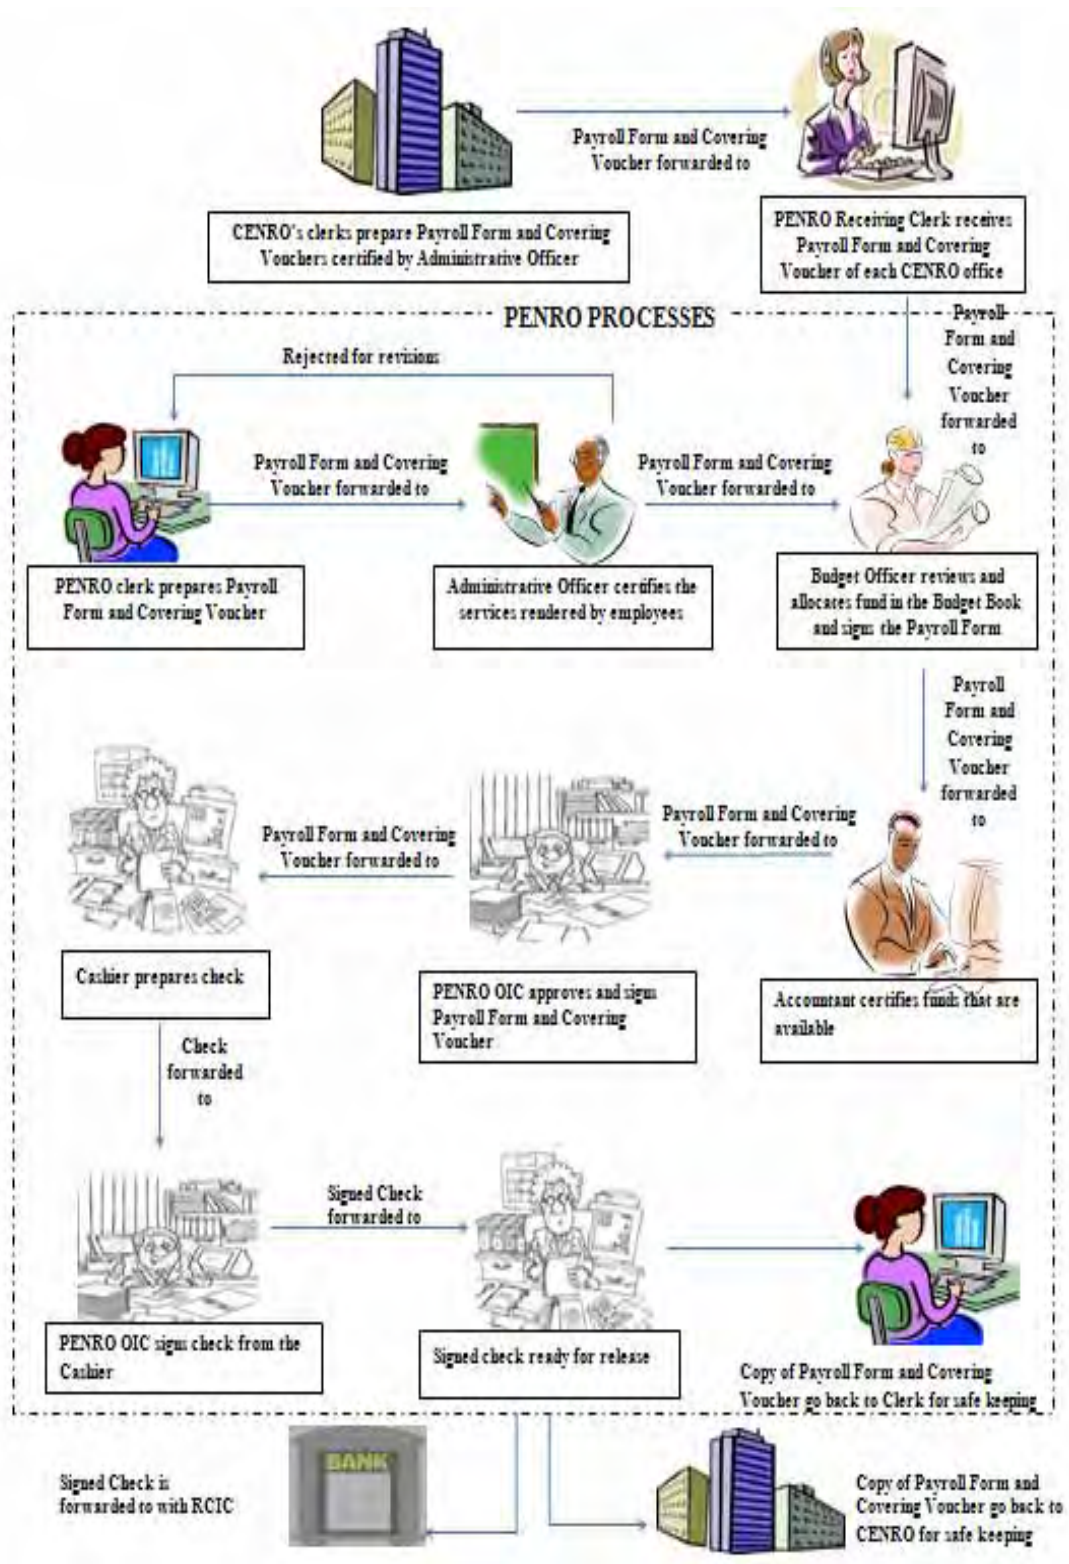 Payroll Form and Covering
Voucher forwarded to
CENRO's clerks prepare Payroll Form and Covering
Vouchers certified by Administrative Officer
PENRO Receiving Clerk receives
Payroll Form and Covering
Voucher of each CENRO office
PENRO PROCESSES
Payroll
Form and
Covering
Voucher
forwarded
to
Rejected for revisions
Payroll Form and Covering
Voucher forwarded to
Payroll Form and Covering
Voucher forwarded to
PENRO clerk prepares Payroll
Form and Covering Voucher
Administrative Officer certifies the
services rendered by employees
Budget Officer reviews and
allocates fund in the Budget Book
and signs the Payroll Form
Payroll
Form and
Covering
Voucher
forwarded
to
Payroll Form and Covering
Voucher forwarded to
Payroll Form and Covering
Voucher forwarded to
Cashier prepares check
PENRO OIC approves and signs
Payroll Form and Covering
Voucher
Accountant certifies funds that are
available
Check
forwarded
to
Signed Check
forwarded to
PENRO OIC signs check from the
Cashier
Signed check ready for release
Copy of Payroll Form and Covering
Voucher go back to Clerk for safe keeping
BANK
Signed Check is
forwarded to with RCIC
Copy of Payroll Form and
Covering Voucher go back to
CENRO for safe keeping